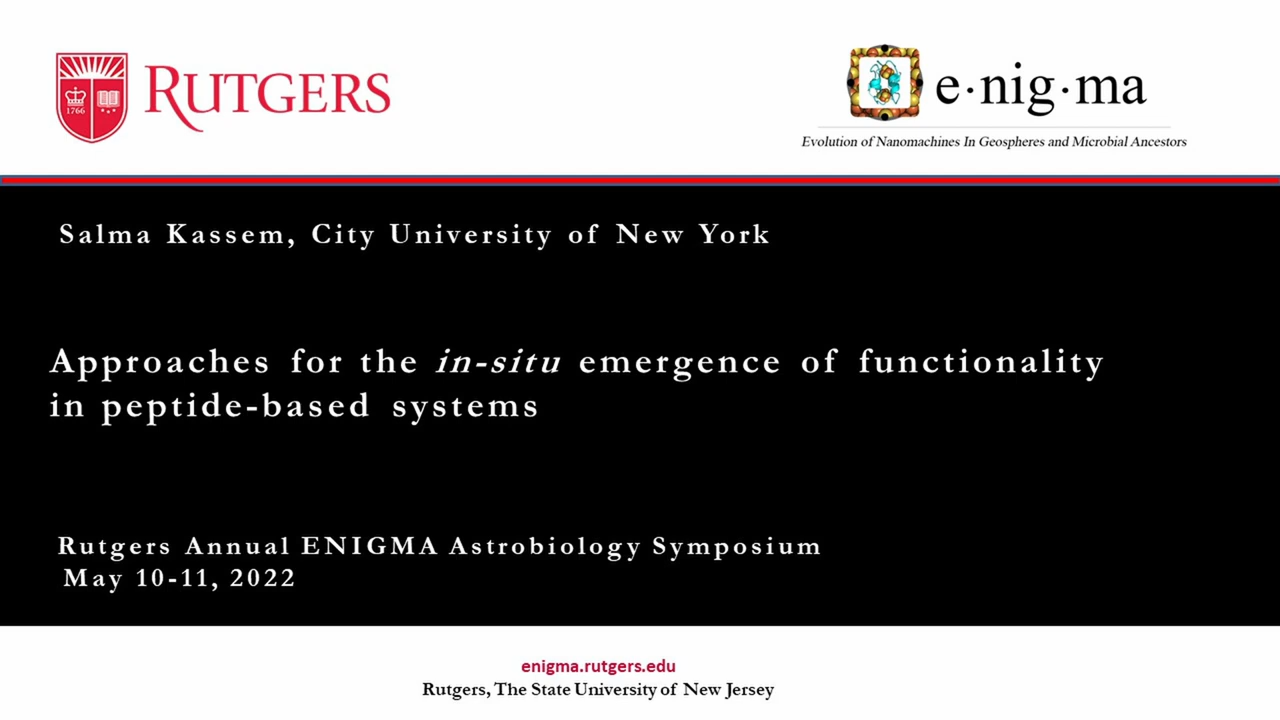 1766
RUTGERS
e·nig·ma
Evolution of Nanomachines In Geospheres and Microbial Ancestors
Salma Kassem, City University of New York
Approaches for the in-situ emergence of functionality
in peptide-based systems
Rutgers Annual ENIGMA Astrobiology Symposium
May 10-11, 2022
enigma.rutgers.edu
Rutgers, The State University of New Jersey